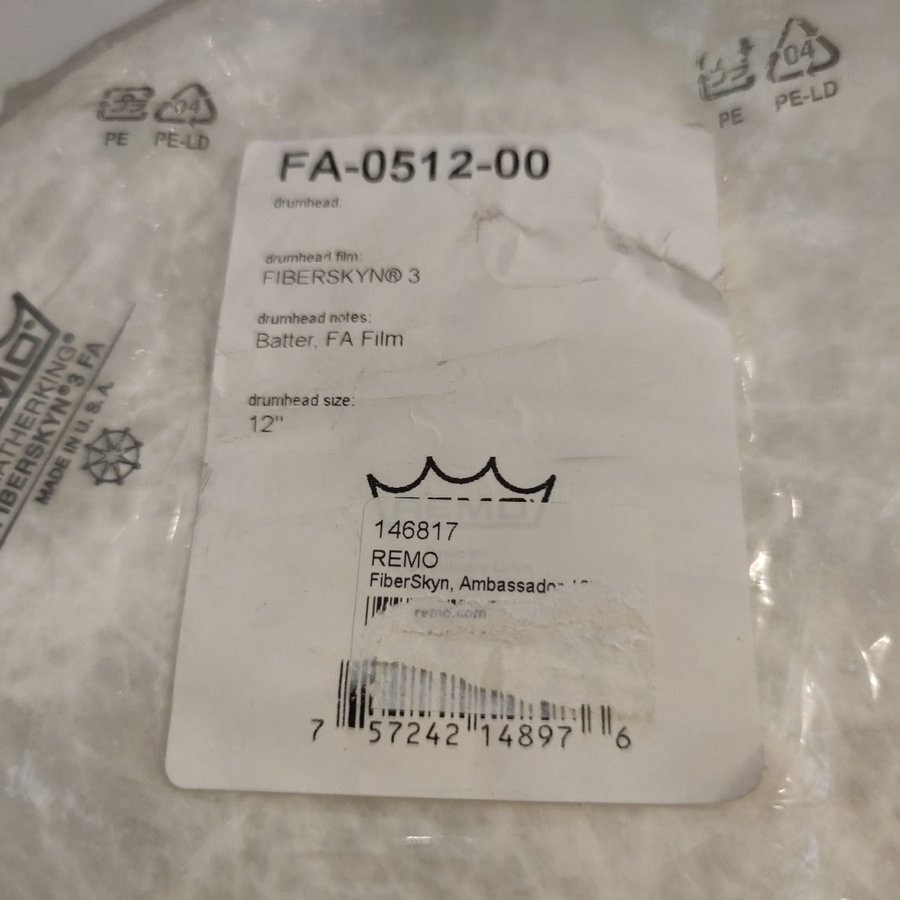 PE PE-LD
04
04
PE PE-LD
FA-0512-00
drumhead
drumhead film:
FIBERSKYN® 3
drumhead notes:
Batter, FA Film
drumhead size:
12"
FIBERSKYN® 3 FA
MADE IN U.S.A.
REMO
146817
REMO
FiberSkyn, Ambassador
remo.com
7 57242 14897 6